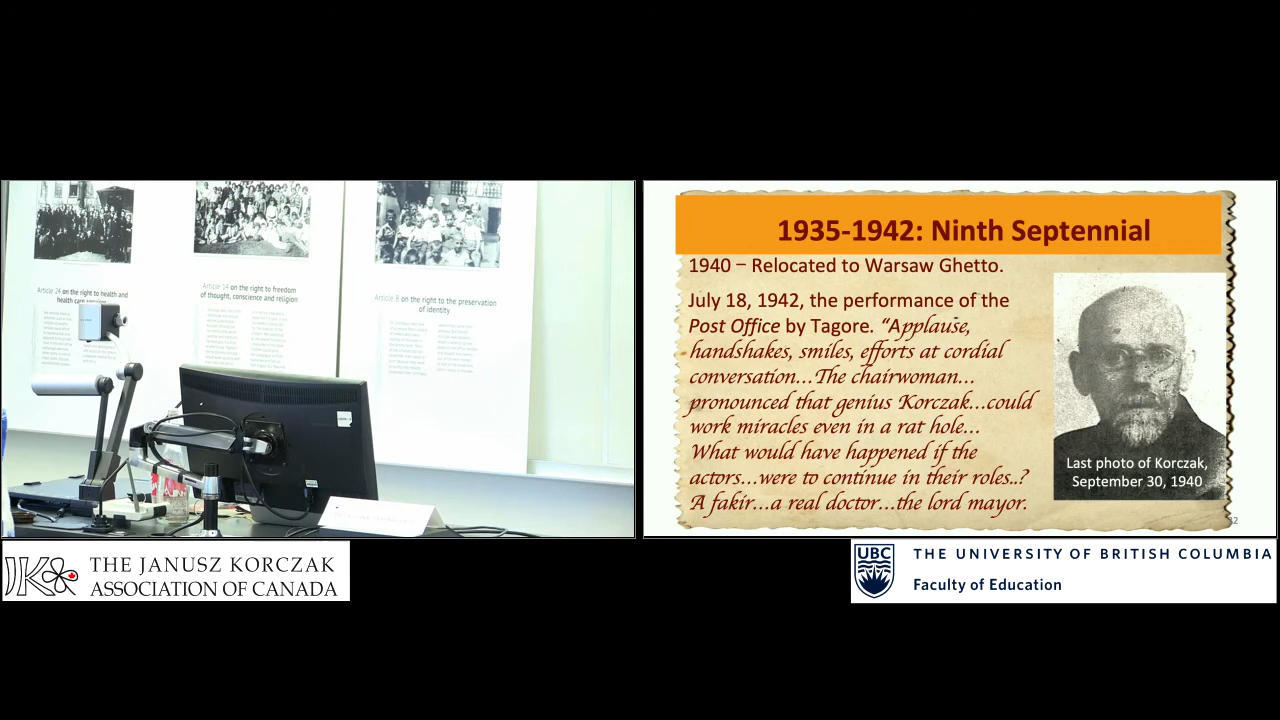 Article 24 on the right to health and
health care services
Article 14 on the right to freedom
of thought, conscience and religion
Article 8 on the right to the preservation
of identity
1935-1942: Ninth Septennial
1940 – Relocated to Warsaw Ghetto.
July 18, 1942, the performance of the
Post Office by Tagore. “Applause,
handshakes, smiles, efforts at cordial
conversation…The chairwoman…
pronounced that genius Korczak…could
work miracles even in a rat hole…
What would have happened if the
actors…were to continue in their roles..?
A fakir…a real doctor…the lord mayor.
Last photo of Korczak,
September 30, 1940
52
JK
THE JANUSZ KORCZAK
ASSOCIATION OF CANADA
UBC
THE UNIVERSITY OF BRITISH COLUMBIA
Faculty of Education